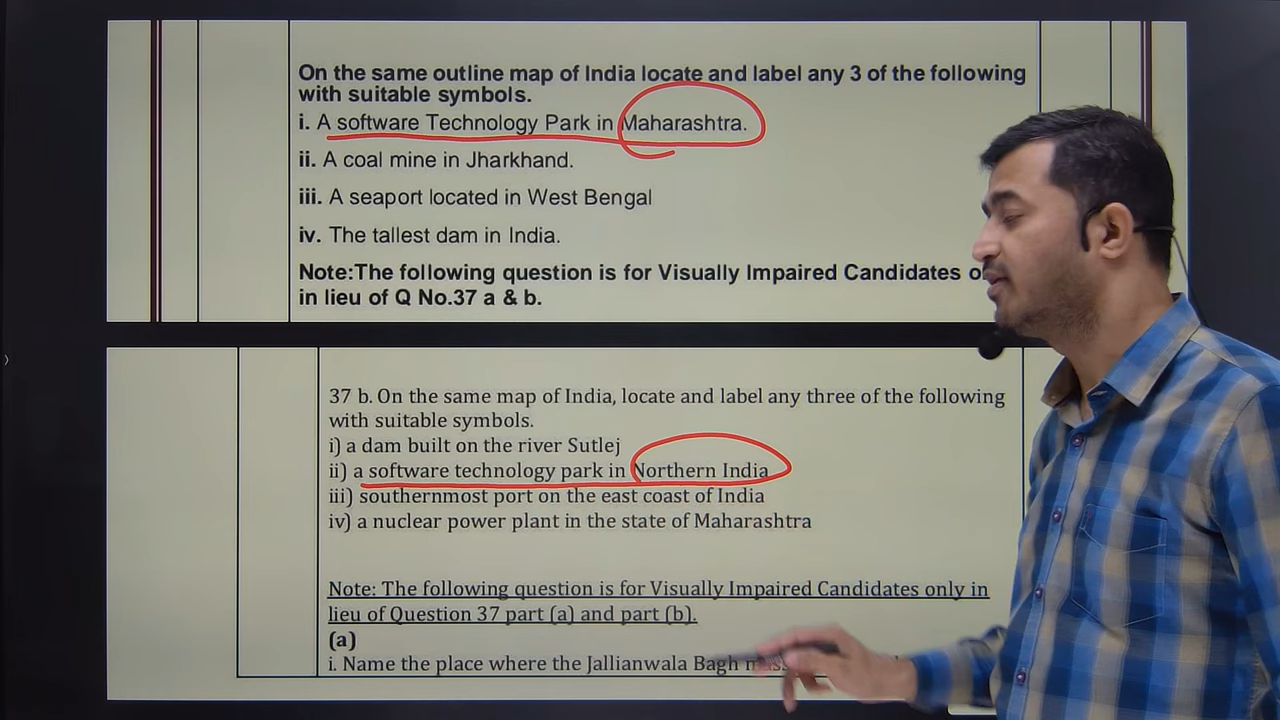 On the same outline map of India locate and label any 3 of the following
with suitable symbols.
i. A software Technology Park in Maharashtra.
ii. A coal mine in Jharkhand.
iii. A seaport located in West Bengal
iv. The tallest dam in India.
Note:The following question is for Visually Impaired Candidates
in lieu of Q No.37 a & b.
37 b. On the same map of India, locate and label any three of the following
with suitable symbols.
i) a dam built on the river Sutlej
ii) a software technology park in Northern India
iii) southernmost port on the east coast of India
iv) a nuclear power plant in the state of Maharashtra
Note: The following question is for Visually Impaired Candidates only in
lieu of Question 37 part (a) and part (b).
(a)
i. Name the place where the Jallianwala Bagh